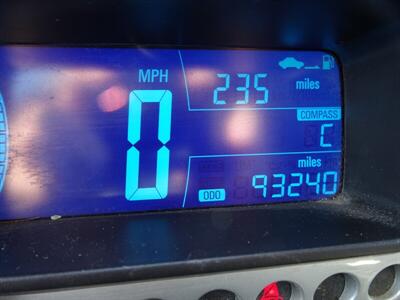 MPH
0
235 miles
COMPASS
C
miles
ODO 93240